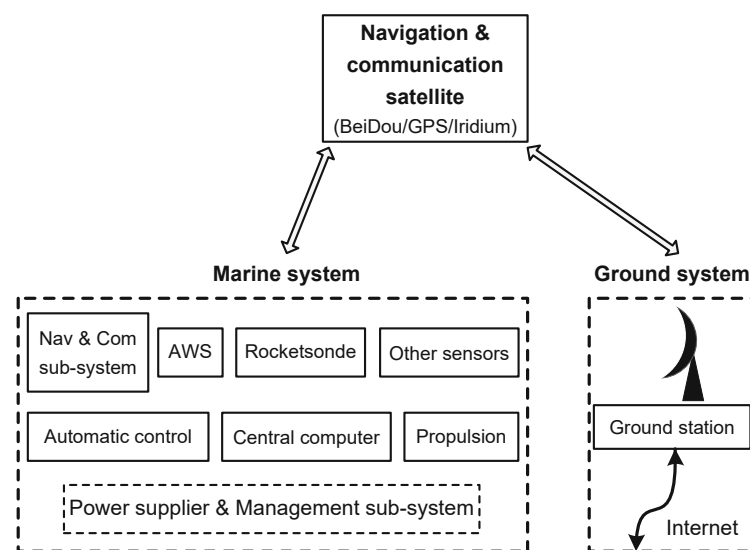 Navigation &
communication
satellite
(BeiDou/GPS/Iridium)
Marine system
Ground system
Nav & Com
sub-system
AWS
Rocketsonde
Other sensors
Automatic control
Central computer
Propulsion
Ground station
Power supplier & Management sub-system
Internet